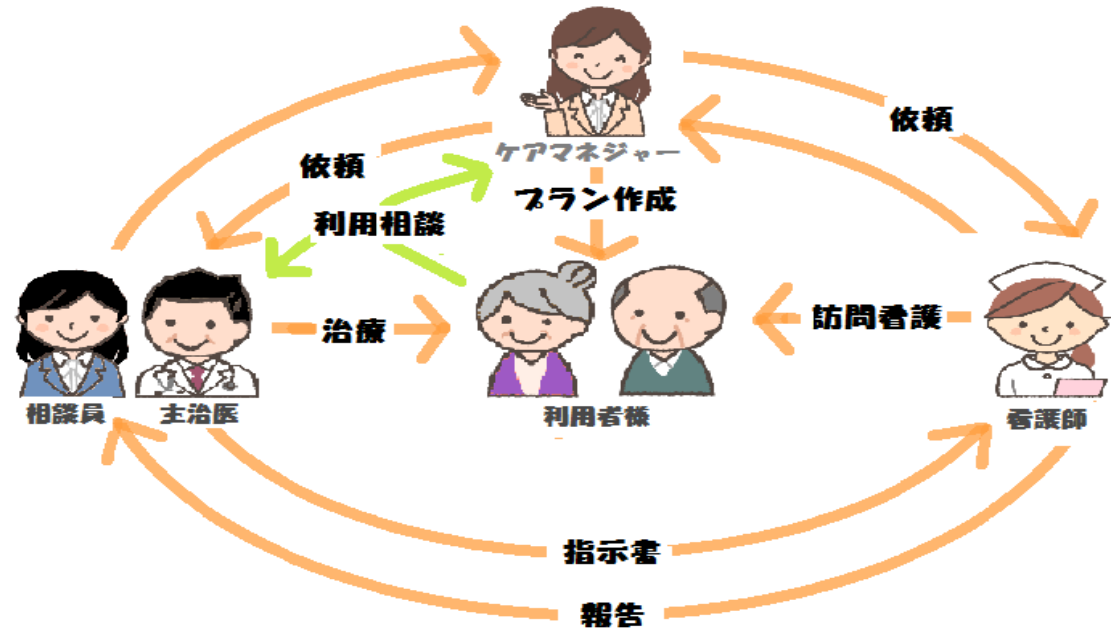 ケアマネジャー
依頼
依頼
プラン作成
利用相談
治療
訪問看護
相談員
主治医
利用者様
看護師
指示書
報告